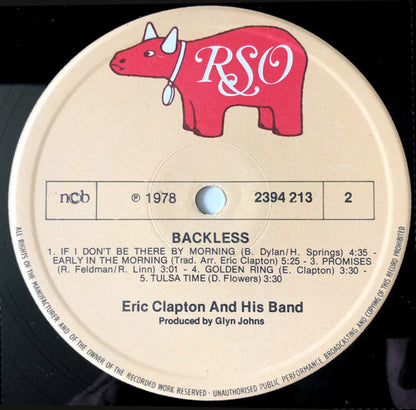 RSO
ncb
℗ 1978
2394 213
2
BACKLESS
1. IF I DON'T BE THERE BY MORNING (B. Dylan/H. Springs) 4:35 -
EARLY IN THE MORNING (Trad. Arr. Eric Clapton) 5:25 - 3. PROMISES
(R. Feldman/R. Linn) 3:01 - 4. GOLDEN RING (E. Clapton) 3:30 -
5. TULSA TIME (D. Flowers) 3:30
Eric Clapton And His Band
Produced by Glyn Johns
ALL RIGHTS OF THE MANUFACTURER AND OF THE OWNER OF THE RECORDED WORK RESERVED · UNAUTHORISED PUBLIC PERFORMANCE BROADCASTING AND COPYING OF THIS RECORD PROHIBITED